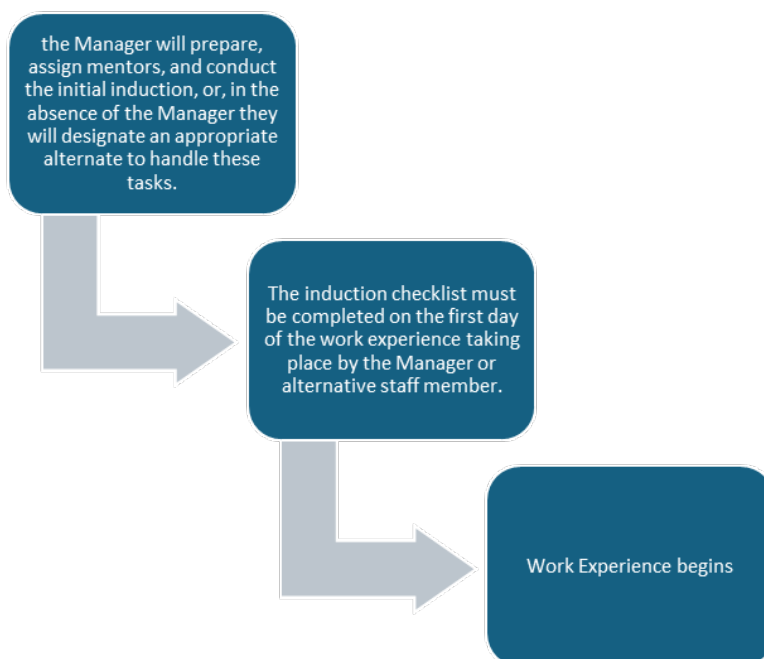 the Manager will prepare,
assign mentors, and conduct
the initial induction, or, in the
absence of the Manager they
will designate an appropriate
alternate to handle these
tasks.
The induction checklist must
be completed on the first day
of the work experience taking
place by the Manager or
alternative staff member.
Work Experience begins